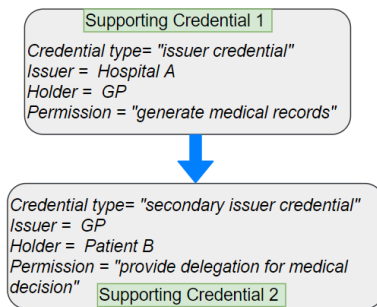 Supporting Credential 1
Credential type= "issuer credential"
Issuer = Hospital A
Holder = GP
Permission = "generate medical records"
Credential type= "secondary issuer credential"
Issuer = GP
Holder = Patient B
Permission = "provide delegation for medical
decision"
Supporting Credential 2